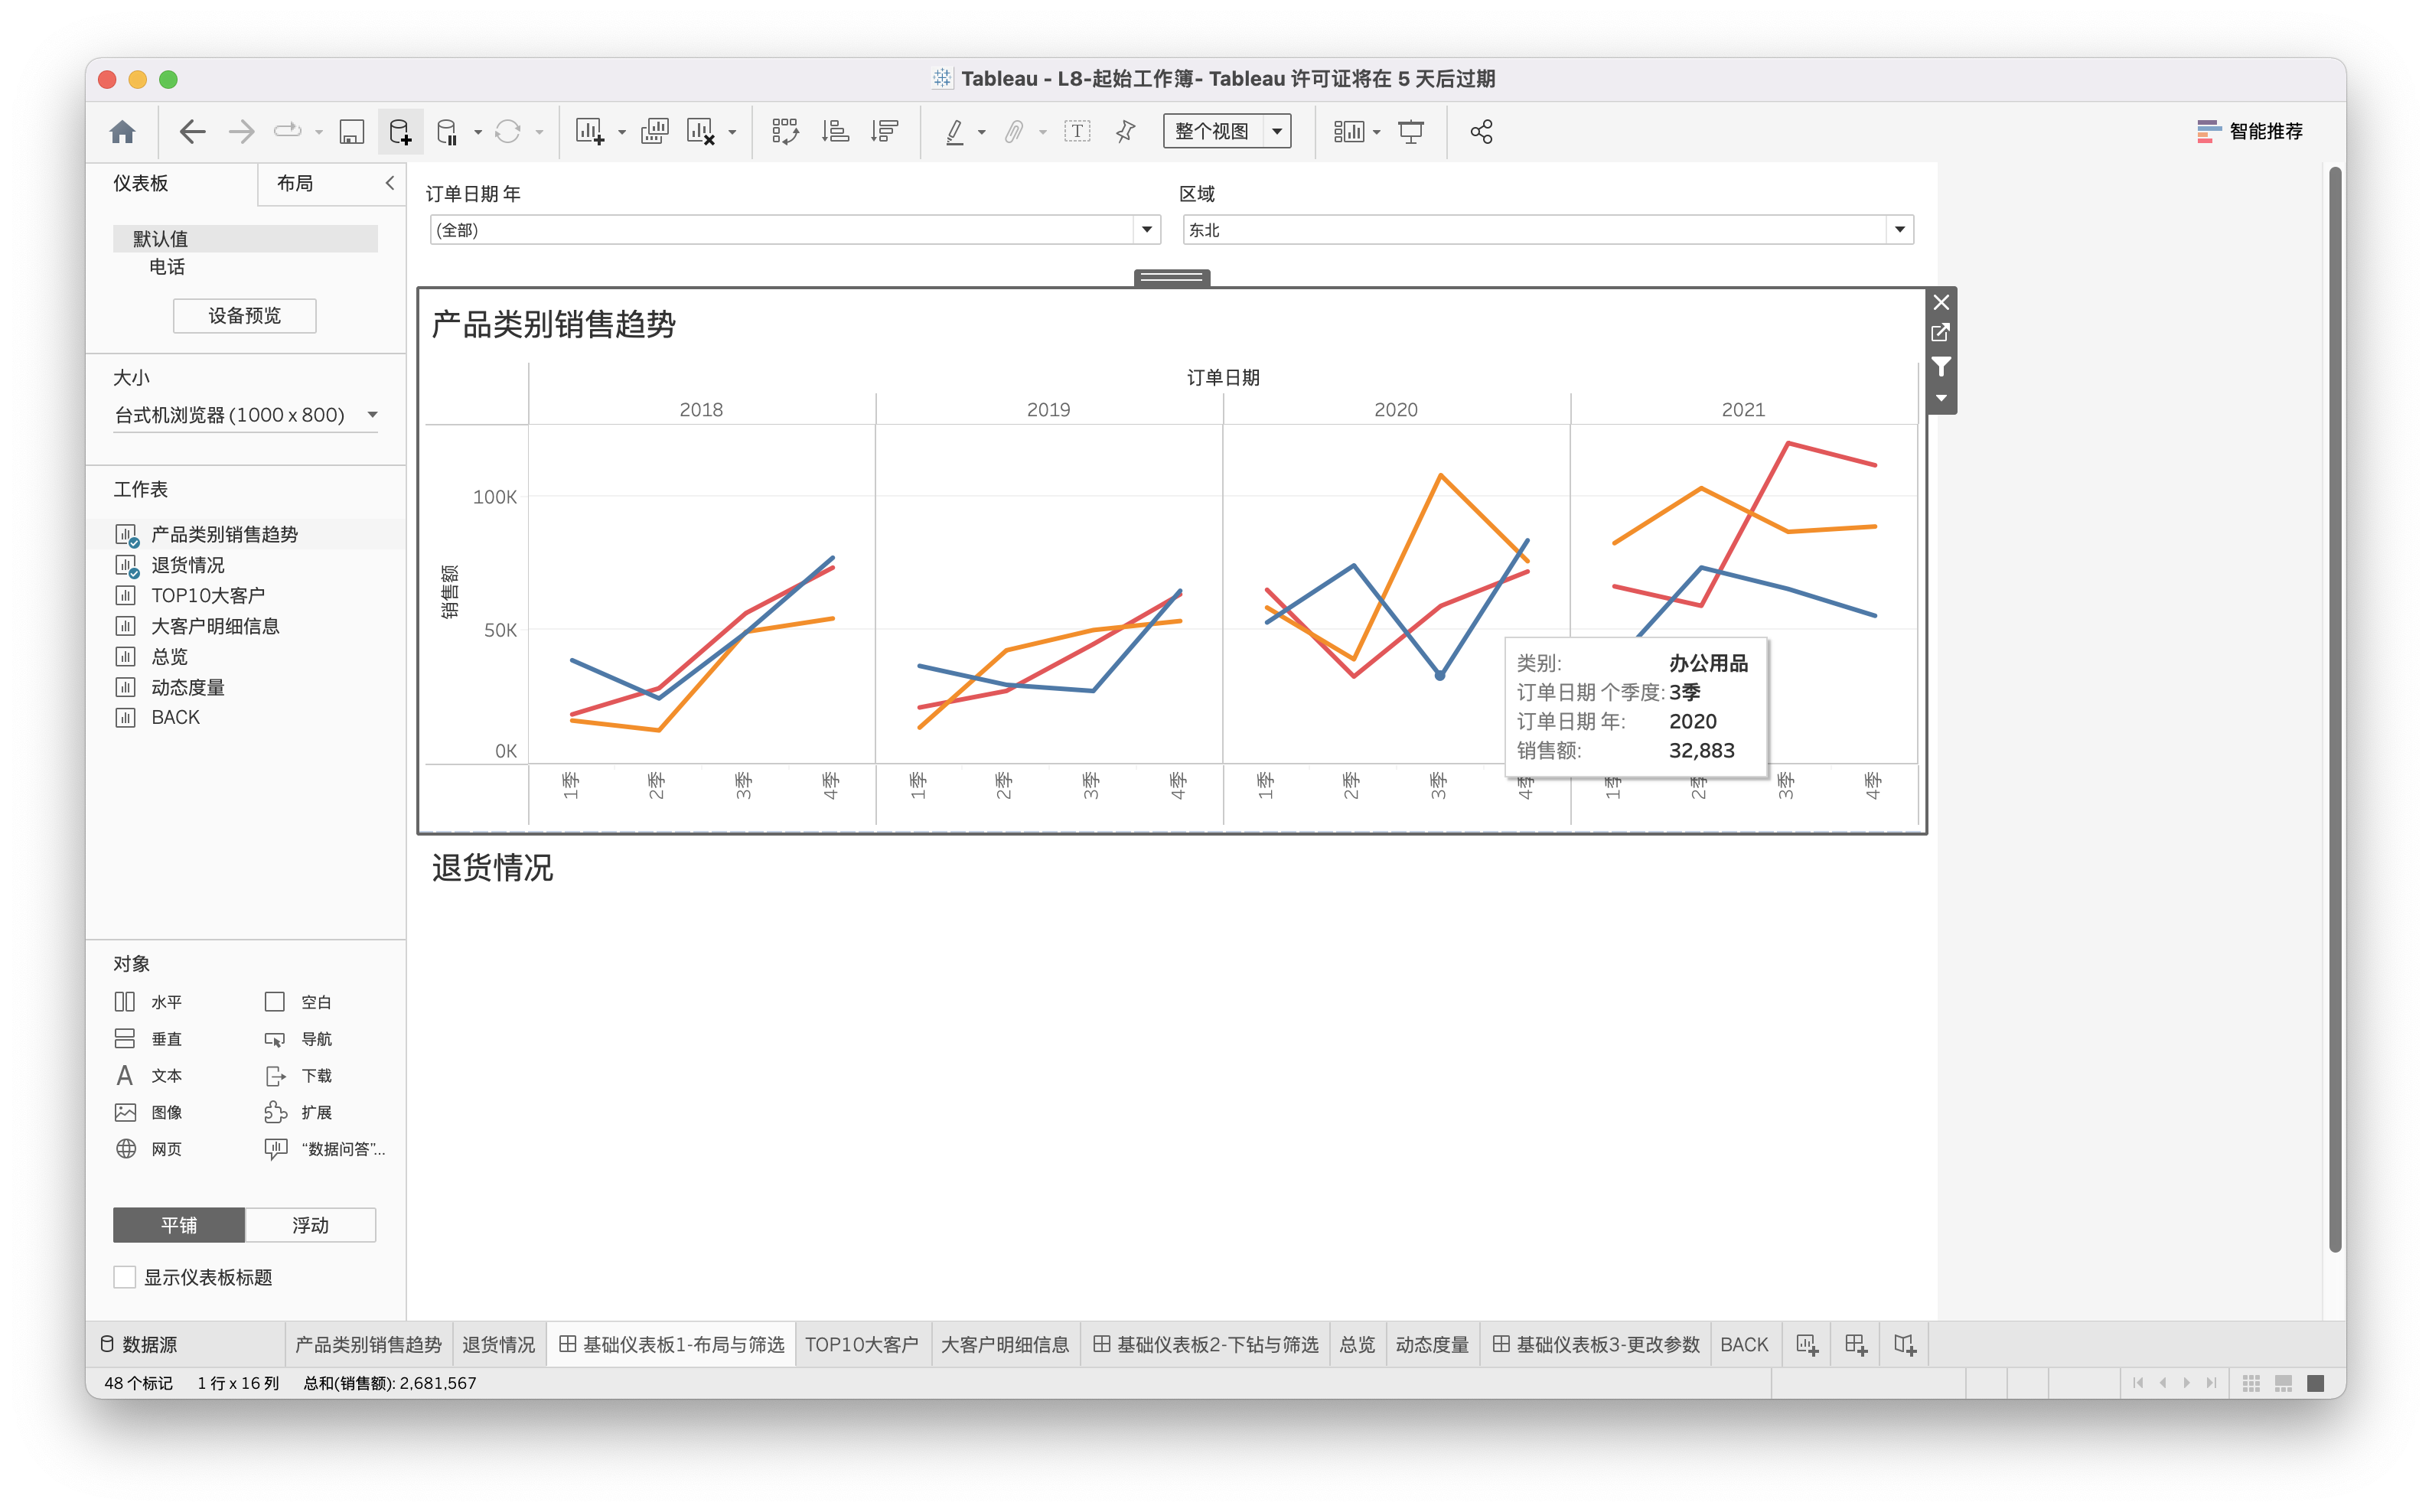 Tableau - L8-起始工作簿- Tableau 许可证将在 5 天后过期
整个视图
智能推荐
仪表板
布局
默认值
电话
设备预览
大小
台式机浏览器 (1000 x 800)
工作表
产品类别销售趋势
退货情况
TOP10大客户
大客户明细信息
总览
动态度量
BACK
对象
水平
空白
垂直
导航
A 文本
下载
图像
扩展
网页
“数据问答”...
平铺
浮动
显示仪表板标题
订单日期 年
区域
(全部)
东北
产品类别销售趋势
订单日期
2018
2019
2020
2021
销售额
100K
50K
0K
1季
2季
3季
4季
1季
2季
3季
4季
1季
2季
3季
4季
1季
2季
3季
4季
类别: 办公用品
订单日期 个季度: 3季
订单日期 年: 2020
销售额: 32,883
退货情况
数据源
产品类别销售趋势
退货情况
基础仪表板1-布局与筛选
TOP10大客户
大客户明细信息
基础仪表板2-下钻与筛选
总览
动态度量
基础仪表板3-更改参数
BACK
48 个标记
1 行 x 16 列
总和(销售额): 2,681,567